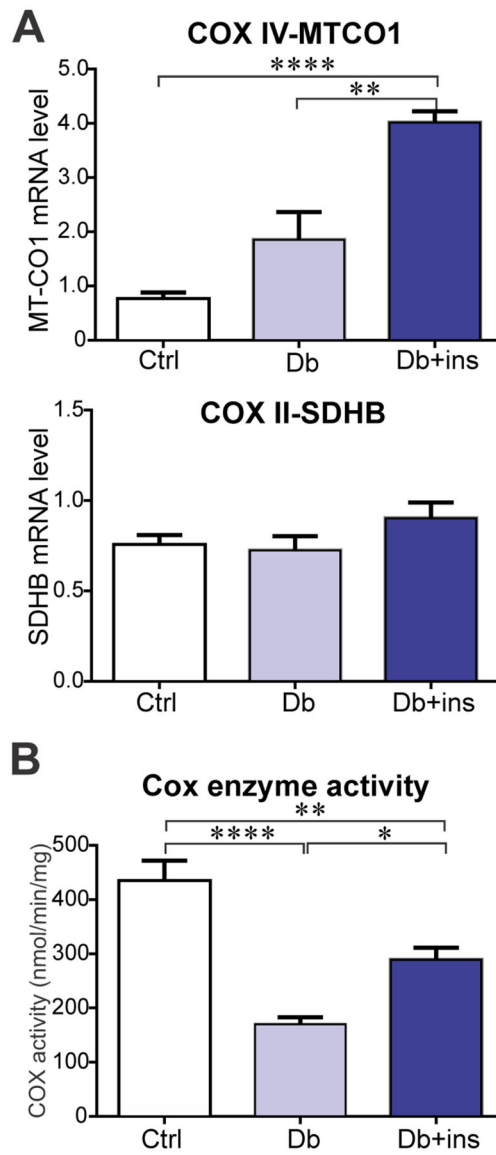 A
COX IV-MTCO1
****
**
MT-CO1 mRNA level
5.0
4.0
3.0
2.0
1.0
0
Ctrl Db Db+ins
COX II-SDHB
SDHB mRNA level
1.5
1.0
0.5
0.0
Ctrl Db Db+ins
B
Cox enzyme activity
**
**** *
COX activity (nmol/min/mg)
500
400
300
200
100
0
Ctrl Db Db+ins